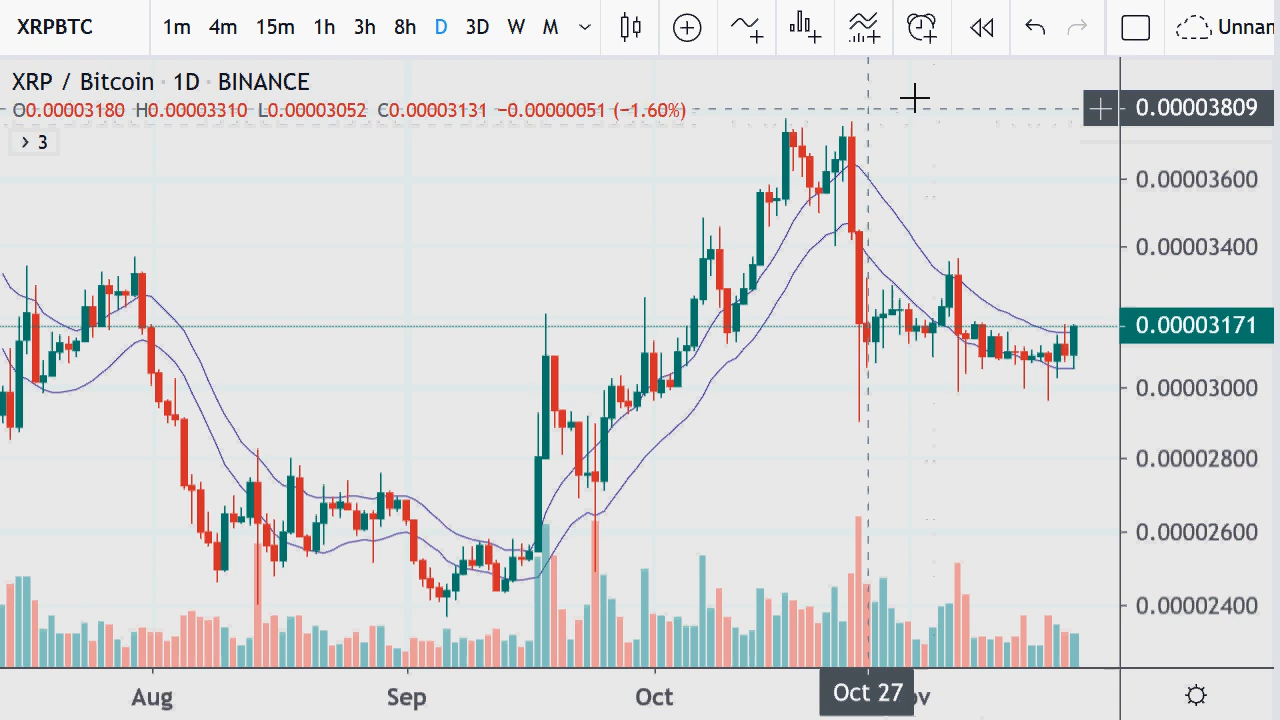 XRPBTC 1m 4m 15m 1h 3h 8h D 3D W M Unnan
XRP / Bitcoin · 1D · BINANCE
O0.00003180 H0.00003310 L0.00003052 C0.00003131 −0.00000051 (−1.60%)
3
0.00003809
0.00003600
0.00003400
0.00003171
0.00003000
0.00002800
0.00002600
0.00002400
Aug Sep Oct Oct 27 ov